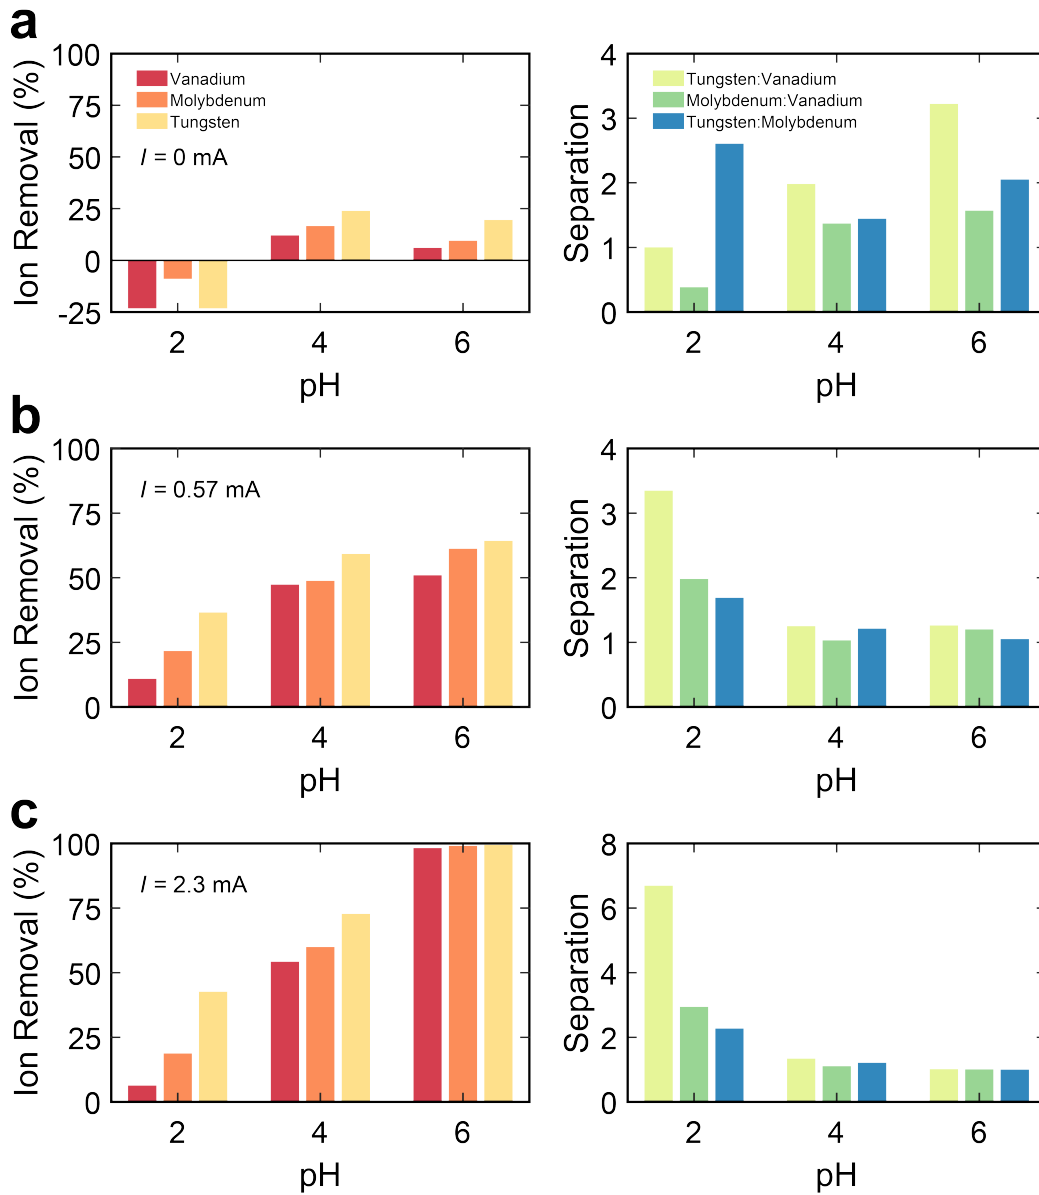 a
Ion Removal (%)
100
75
50
25
0
-25
Vanadium
Molybdenum
Tungsten
I = 0 mA
2 4 6
pH
Separation
4
3
2
1
0
Tungsten:Vanadium
Molybdenum:Vanadium
Tungsten:Molybdenum
2 4 6
pH
b
Ion Removal (%)
100
75
50
25
0
I = 0.57 mA
2 4 6
pH
Separation
4
3
2
1
0
2 4 6
pH
c
Ion Removal (%)
100
75
50
25
0
I = 2.3 mA
2 4 6
pH
Separation
8
6
4
2
0
2 4 6
pH